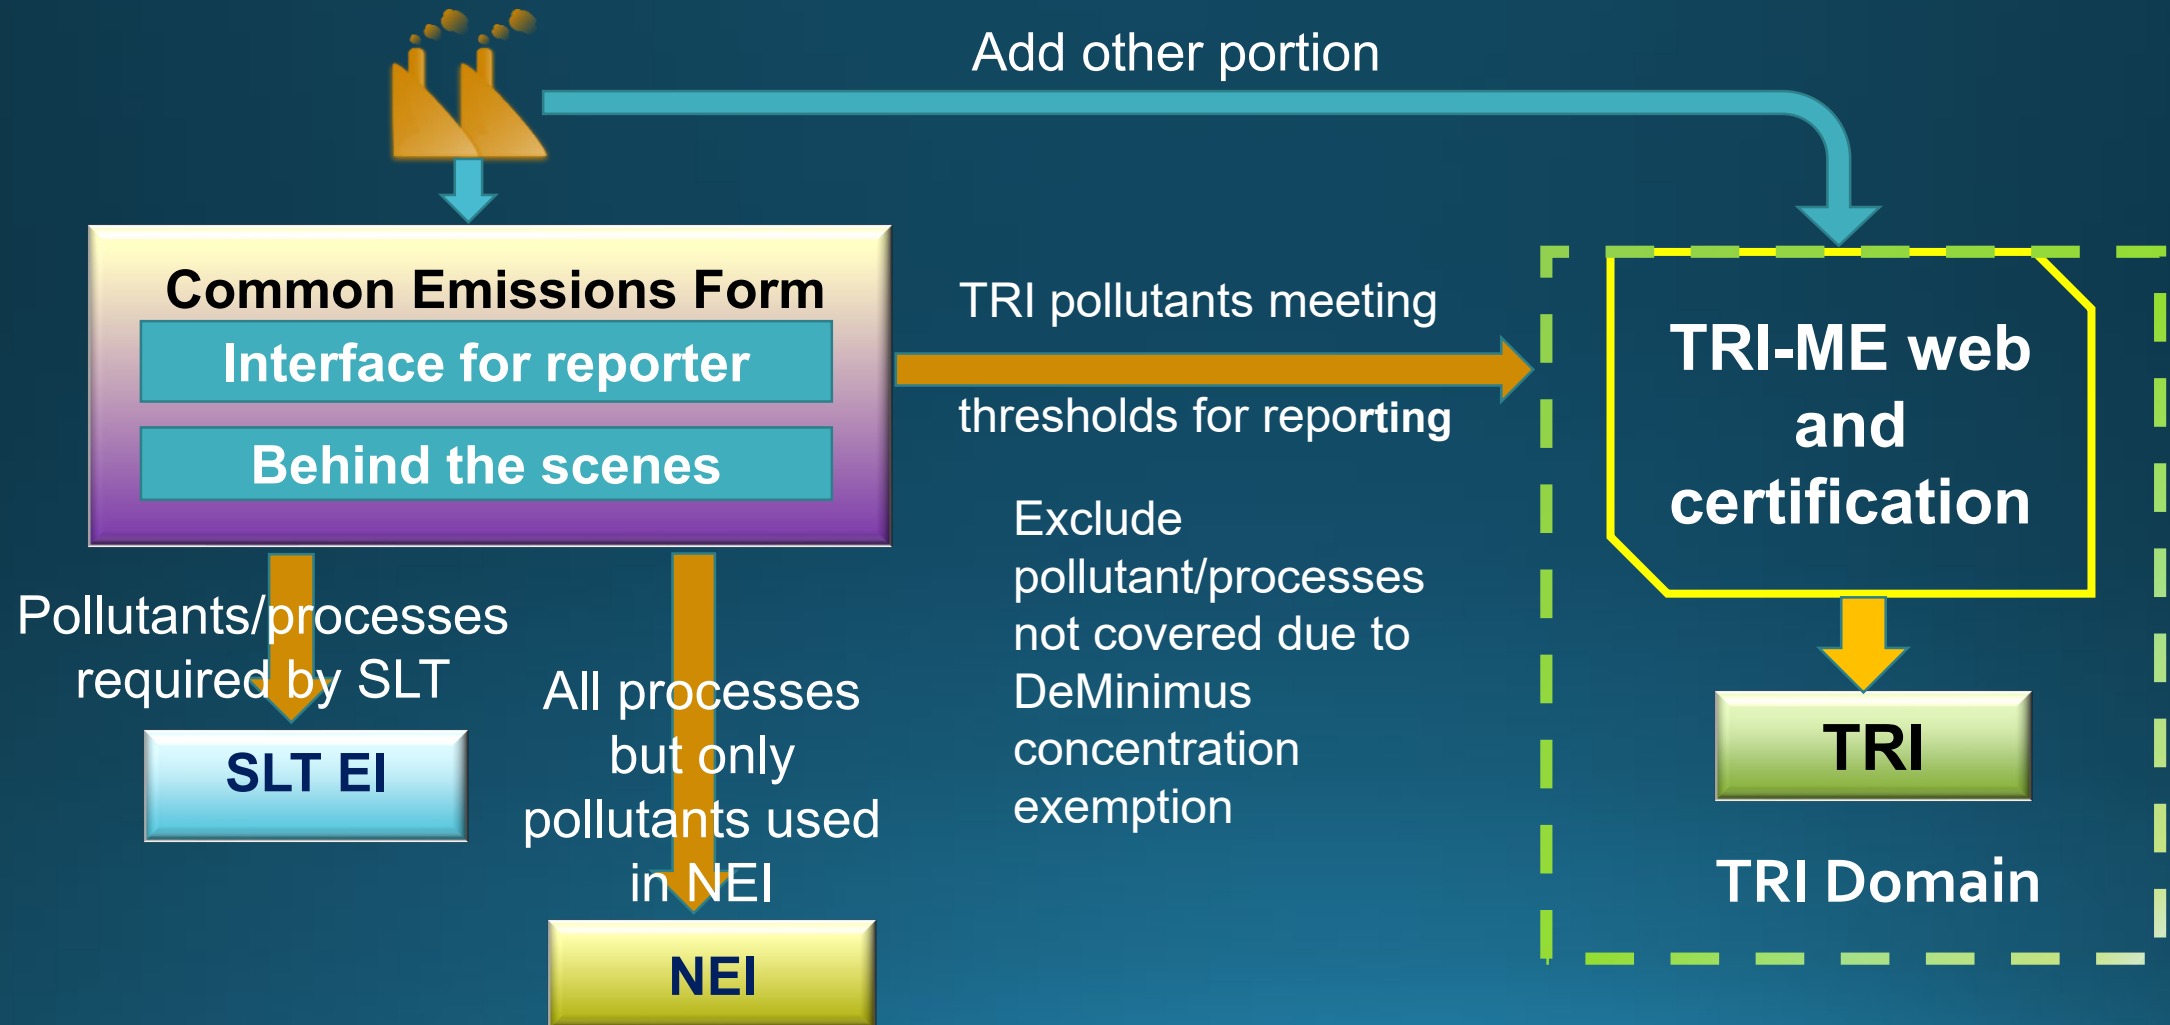 Add other portion
Common Emissions Form
Interface for reporter
Behind the scenes
TRI pollutants meeting
thresholds for reporting
Exclude
pollutant/processes
not covered due to
DeMinimus
concentration
exemption
TRI-ME web
and
certification
TRI
TRI Domain
Pollutants/processes
required by SLT
SLT EI
All processes
but only
pollutants used
in NEI
NEI